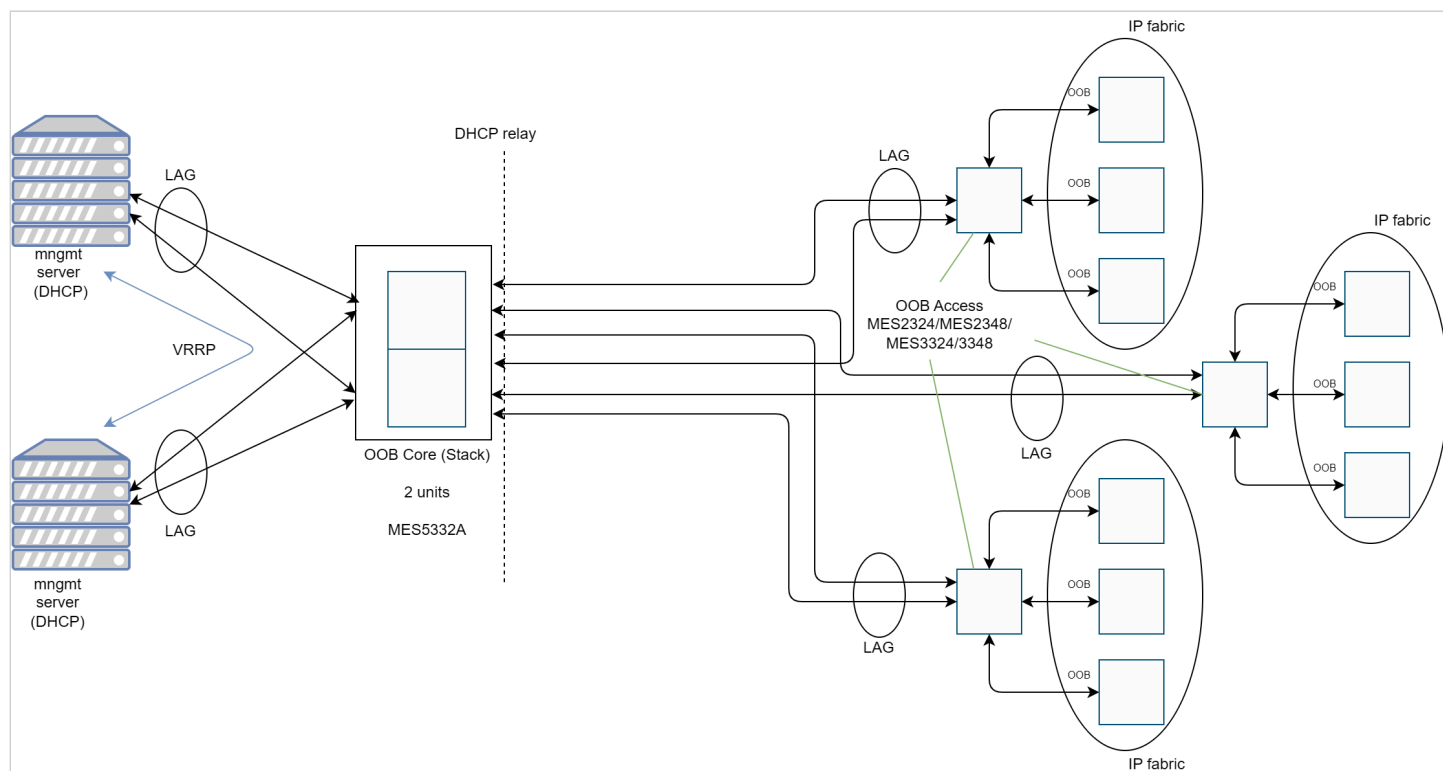 IP fabric
OOB
DHCP relay
LAG
LAG
mngmt
server
(DHCP)
OOB
IP fabric
OOB
OOB
OOB Access
MES2324/MES2348/
MES3324/3348
VRRP
OOB
LAG
LAG
OOB Core (Stack)
2 units
MES5332A
OOB
OOB
LAG
mngmt
server
(DHCP)
OOB
LAG
OOB
IP fabric